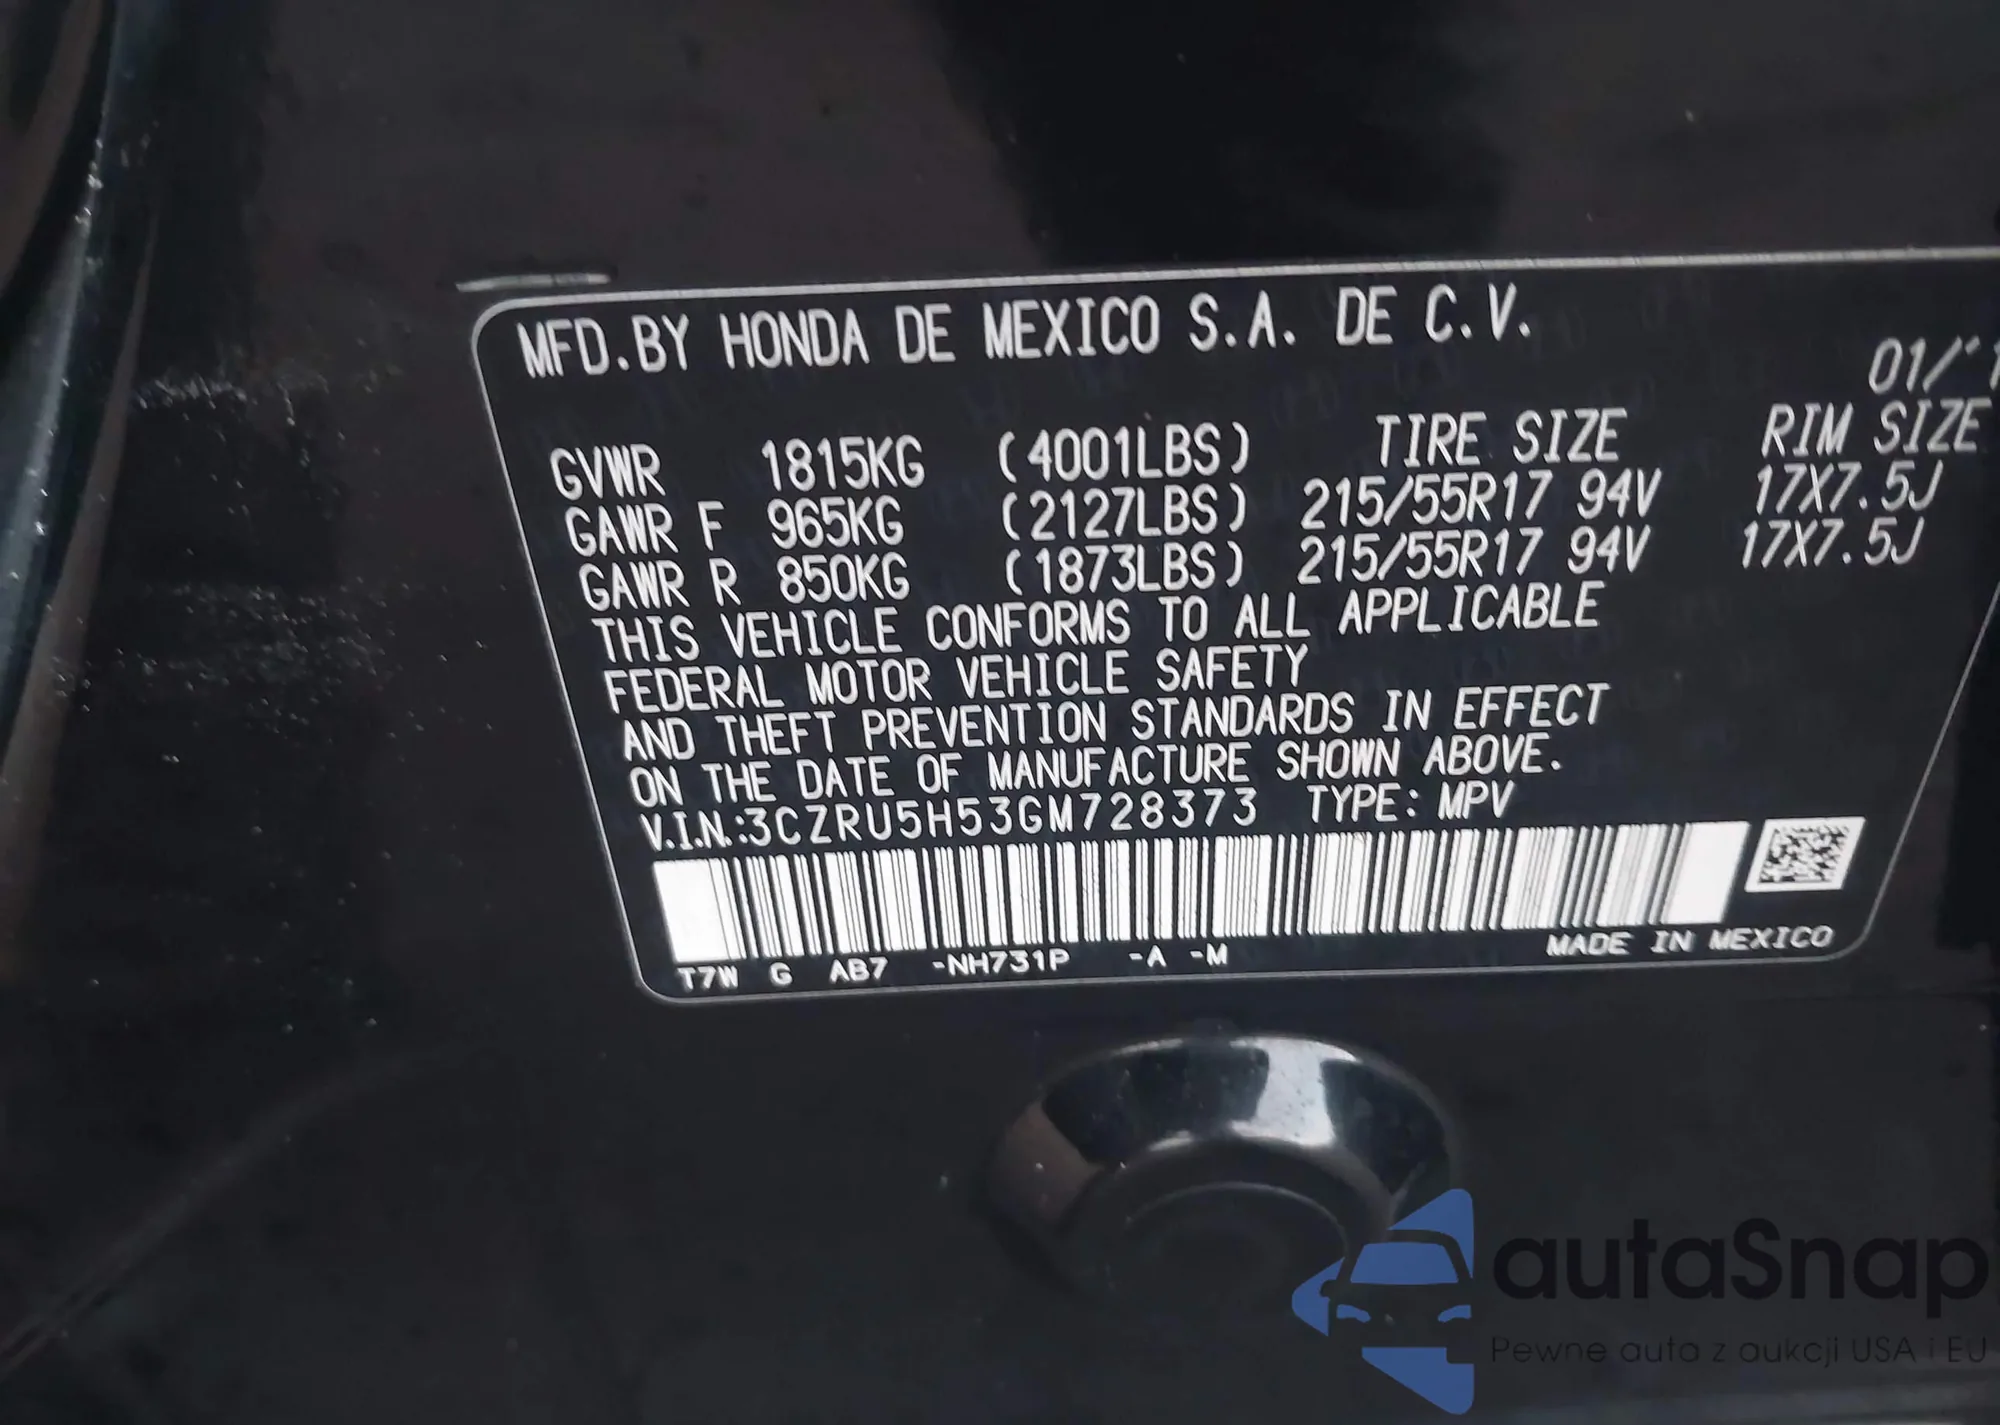 MFD.BY HONDA DE MEXICO S.A. DE C.V.
01/
GVWR 1815KG (4001LBS) TIRE SIZE RIM SIZE
GAWR F 965KG (2127LBS) 215/55R17 94V 17X7.5J
GAWR R 850KG (1873LBS) 215/55R17 94V 17X7.5J
THIS VEHICLE CONFORMS TO ALL APPLICABLE
FEDERAL MOTOR VEHICLE SAFETY
AND THEFT PREVENTION STANDARDS IN EFFECT
ON THE DATE OF MANUFACTURE SHOWN ABOVE.
V.I.N.:3CZRU5H53GM728373 TYPE: MPV
T7W G AB7 -NH731P -A -M MADE IN MEXICO
autaSnap
Pewne auta z aukcji USA i EU